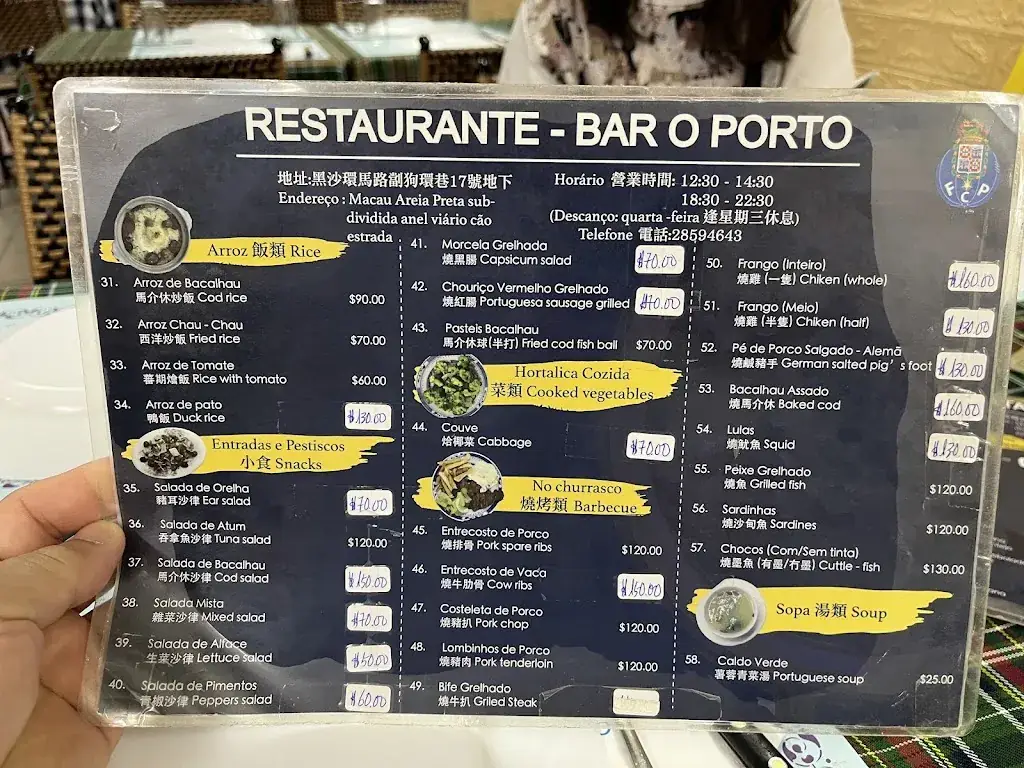 RESTAURANTE - BAR O PORTO
地址:黑沙環馬路劏狗環巷17號地下
Endereço : Macau Areia Preta sub-
dividida anel viário cão
estrada
Horário 營業時間: 12:30 - 14:30
18:30 - 22:30
(Descanço: quarta -feira 逢星期三休息)
Telefone 電話:28594643
F C P
Arroz 飯類 Rice
31. Arroz de Bacalhau
馬介休炒飯 Cod rice $90.00
32. Arroz Chau - Chau
西洋炒飯 Fried rice $70.00
33. Arroz de Tomate
蕃期燴飯 Rice with tomato $60.00
34. Arroz de pato
鴨飯 Duck rice $130.00
Entradas e Pestiscos
小食 Snacks
35. Salada de Orelha
豬耳沙律 Ear salad $70.00
36. Salada de Atum
吞拿魚沙律 Tuna salad $120.00
37. Salada de Bacalhau
馬介休沙律 Cod salad $150.00
38. Salada Mista
雜菜沙律 Mixed salad $70.00
39. Salada de Alface
生菜沙律 Lettuce salad $50.00
40. Salada de Pimentos
青椒沙律 Peppers salad $60.00
41. Morcela Grelhada
燒黑腸 Capsicum salad $70.00
42. Chouriço Vermelho Grelhado
燒紅腸 Portuguesa sausage grilled $70.00
43. Pasteis Bacalhau
馬介休球(半打) Fried cod fish ball $70.00
Hortalica Cozida
菜類 Cooked vegetables
44. Couve
烚椰菜 Cabbage $70.00
No churrasco
燒烤類 Barbecue
45. Entrecosto de Porco
燒排骨 Pork spare ribs $120.00
46. Entrecosto de Vaca
燒牛肋骨 Cow ribs $150.00
47. Costeleta de Porco
燒豬扒 Pork chop $120.00
48. Lombinhos de Porco
燒豬肉 Pork tenderloin $120.00
49. Bife Grelhado
燒牛扒 Griled Steak
50. Frango (Inteiro)
燒雞 (一隻) Chiken (whole) $160.00
51. Frango (Meio)
燒雞 (半隻) Chiken (half) $130.00
52. Pé de Porco Salgado - Alemã
燒鹹豬手 German salted pig's foot $130.00
53. Bacalhau Assado
燒馬介休 Baked cod $160.00
54. Lulas
燒魷魚 Squid $130.00
55. Peixe Grelhado
燒魚 Grilled fish $120.00
56. Sardinhas
燒沙甸魚 Sardines $120.00
57. Chocos (Com/Sem tinta)
燒墨魚 (有墨/冇墨) Cuttle - fish $130.00
Sopa 湯類 Soup
58. Caldo Verde
薯蓉青菜湯 Portuguese soup $25.00